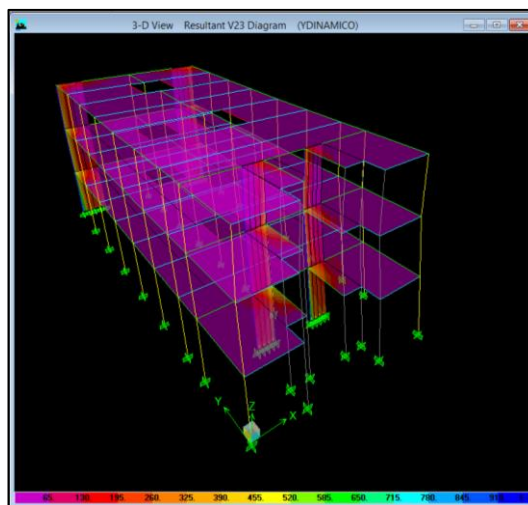 3-D View Resultant V23 Diagram (YDINAMICO)
Z
Y
X
65. 130. 195. 260. 325. 390. 455. 520. 585. 650. 715. 780. 845.